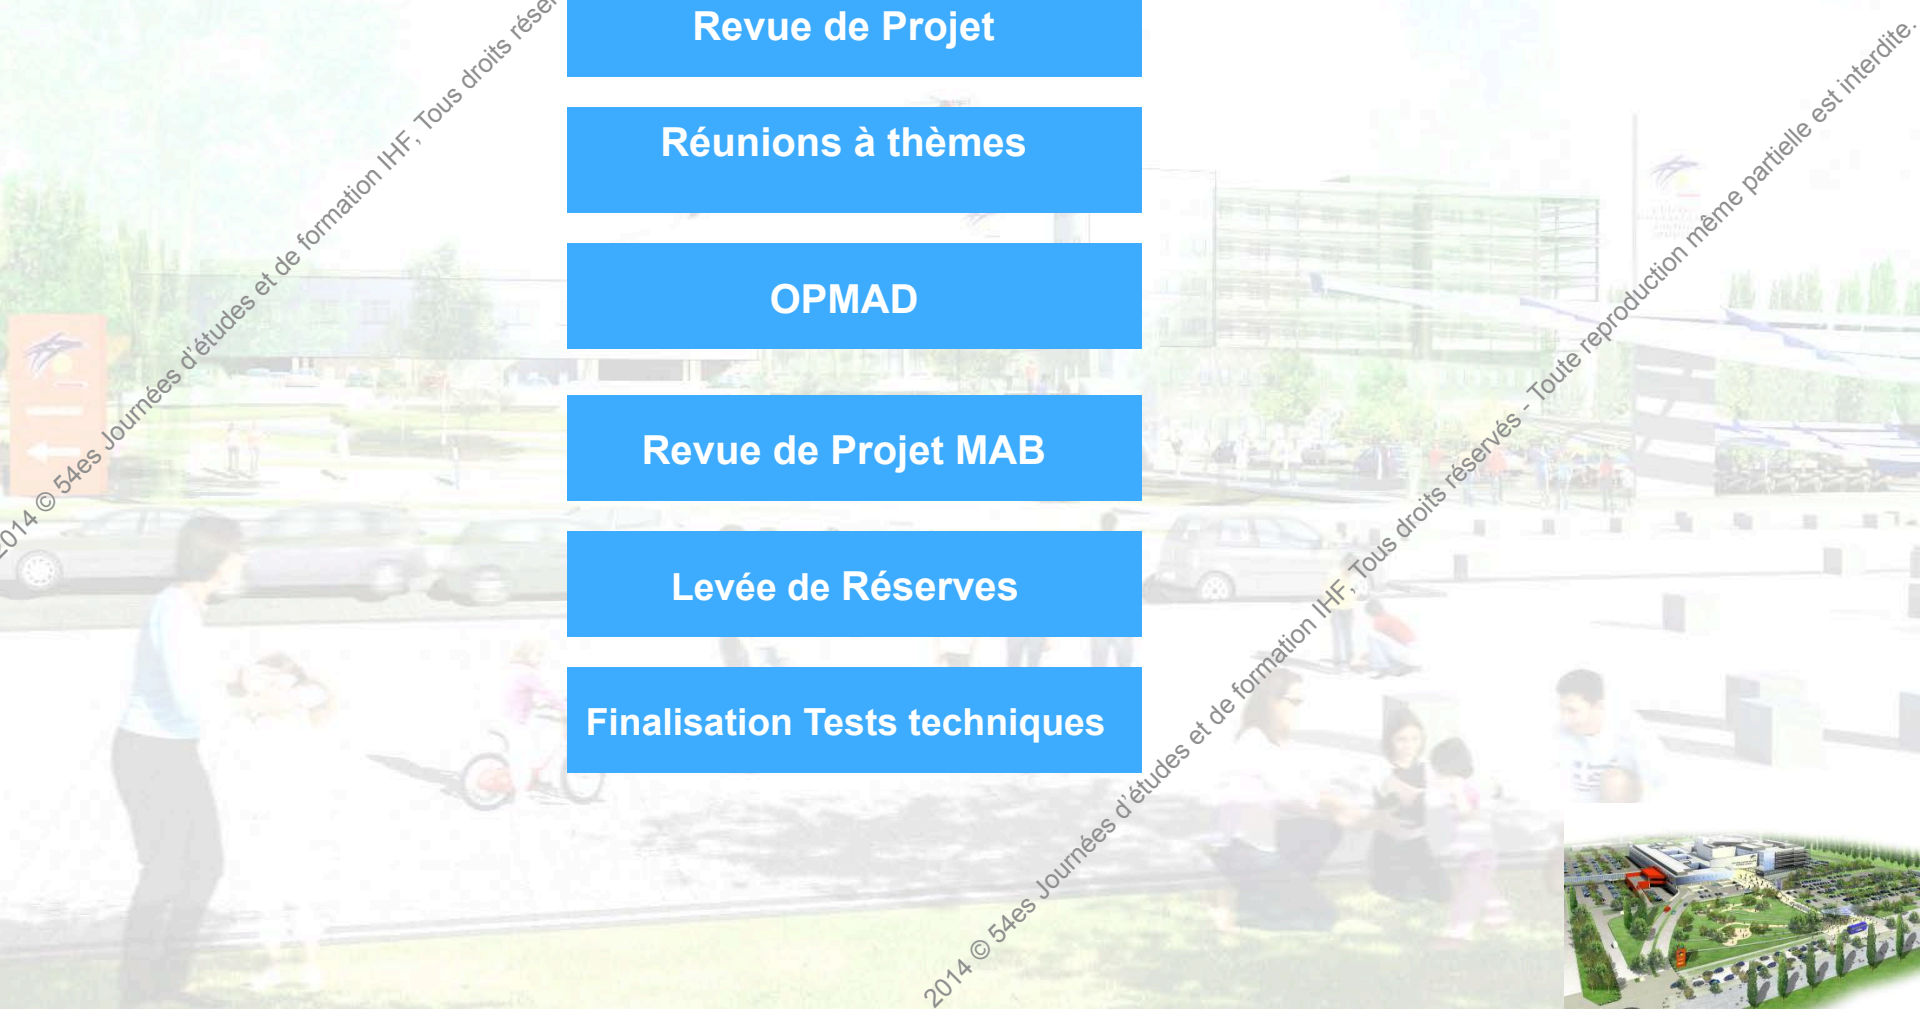 Revue de Projet
Réunions à thèmes
OPMAD
Revue de Projet MAB
Levée de Réserves
Finalisation Tests techniques
2014 © 54es Journées d'études et de formation IHF, Tous droits réser
2014 © 54es Journées d'études et de formation IHF, Tous droits réservés - Toute reproduction même partielle est interdite.